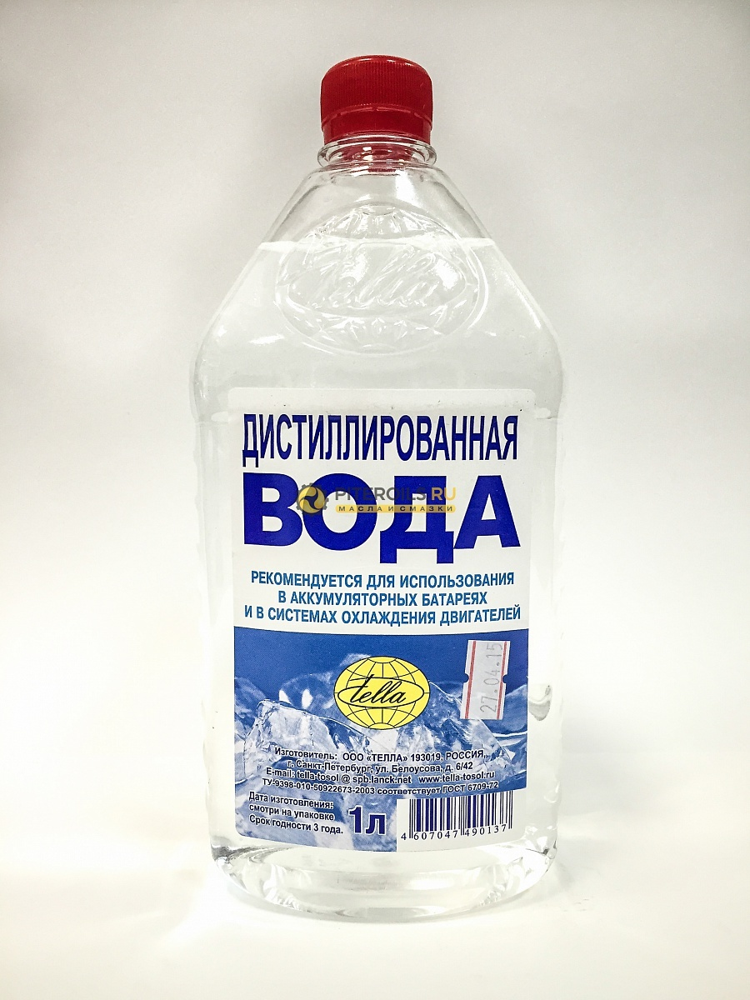 tella
ДИСТИЛЛИРОВАННАЯ
ВОДА
PITEROILS.RU
МАСЛА И СМАЗКИ
РЕКОМЕНДУЕТСЯ ДЛЯ ИСПОЛЬЗОВАНИЯ
В АККУМУЛЯТОРНЫХ БАТАРЕЯХ
И В СИСТЕМАХ ОХЛАЖДЕНИЯ ДВИГАТЕЛЕЙ
27.04.15
tella
Изготовитель: ООО «ТЕЛЛА» 193019, РОССИЯ,
г. Санкт-Петербург, ул. Белоусова, д. 6/42
E-mail: tella-tosol @ spb.lanck.net www.tella-tosol.ru
ТУ-9398-010-50922673-2003 соответствует ГОСТ 6709-72
Дата изготовления:
смотри на упаковке
Срок годности 3 года.
1л
4 607047 490137